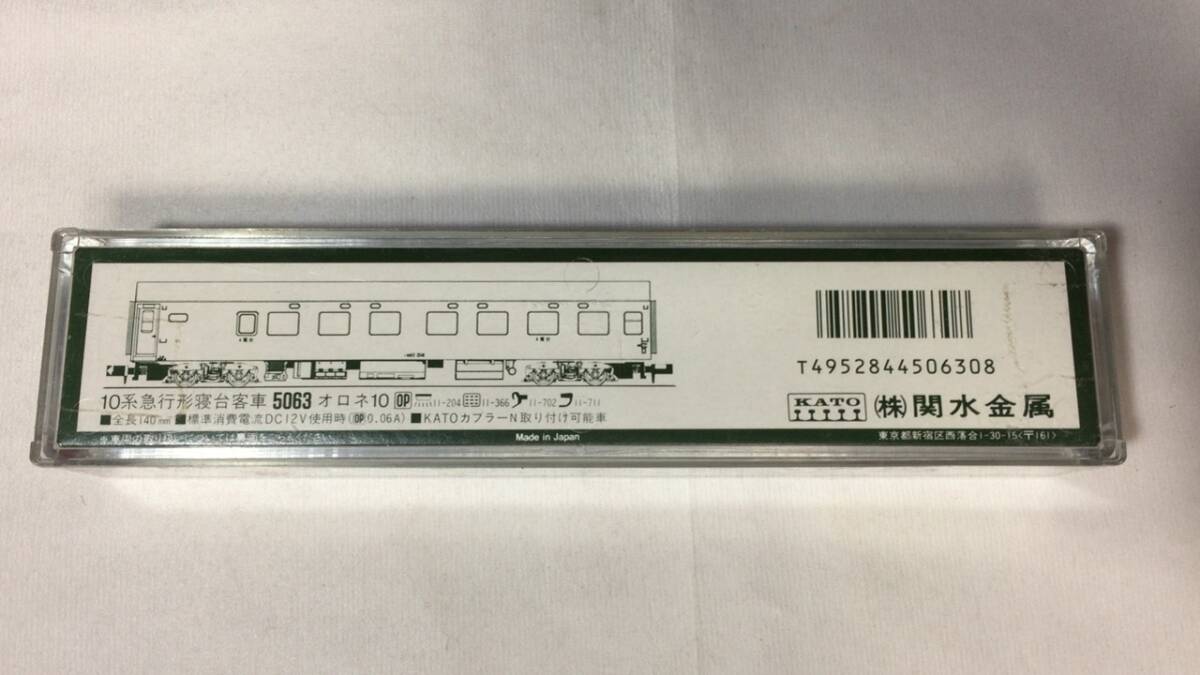 10系急行形寝台客車 5063 オロネ10 OP 11-204 11-366 11-702 11-711
■全長140mm ■標準消費電流DC12V使用時(OP0.06A) ■KATOカプラーN取り付け可能車
Made in Japan
T4952844506308
KATO (株)関水金属
東京都新宿区西落合1-30-15〈〒161〉